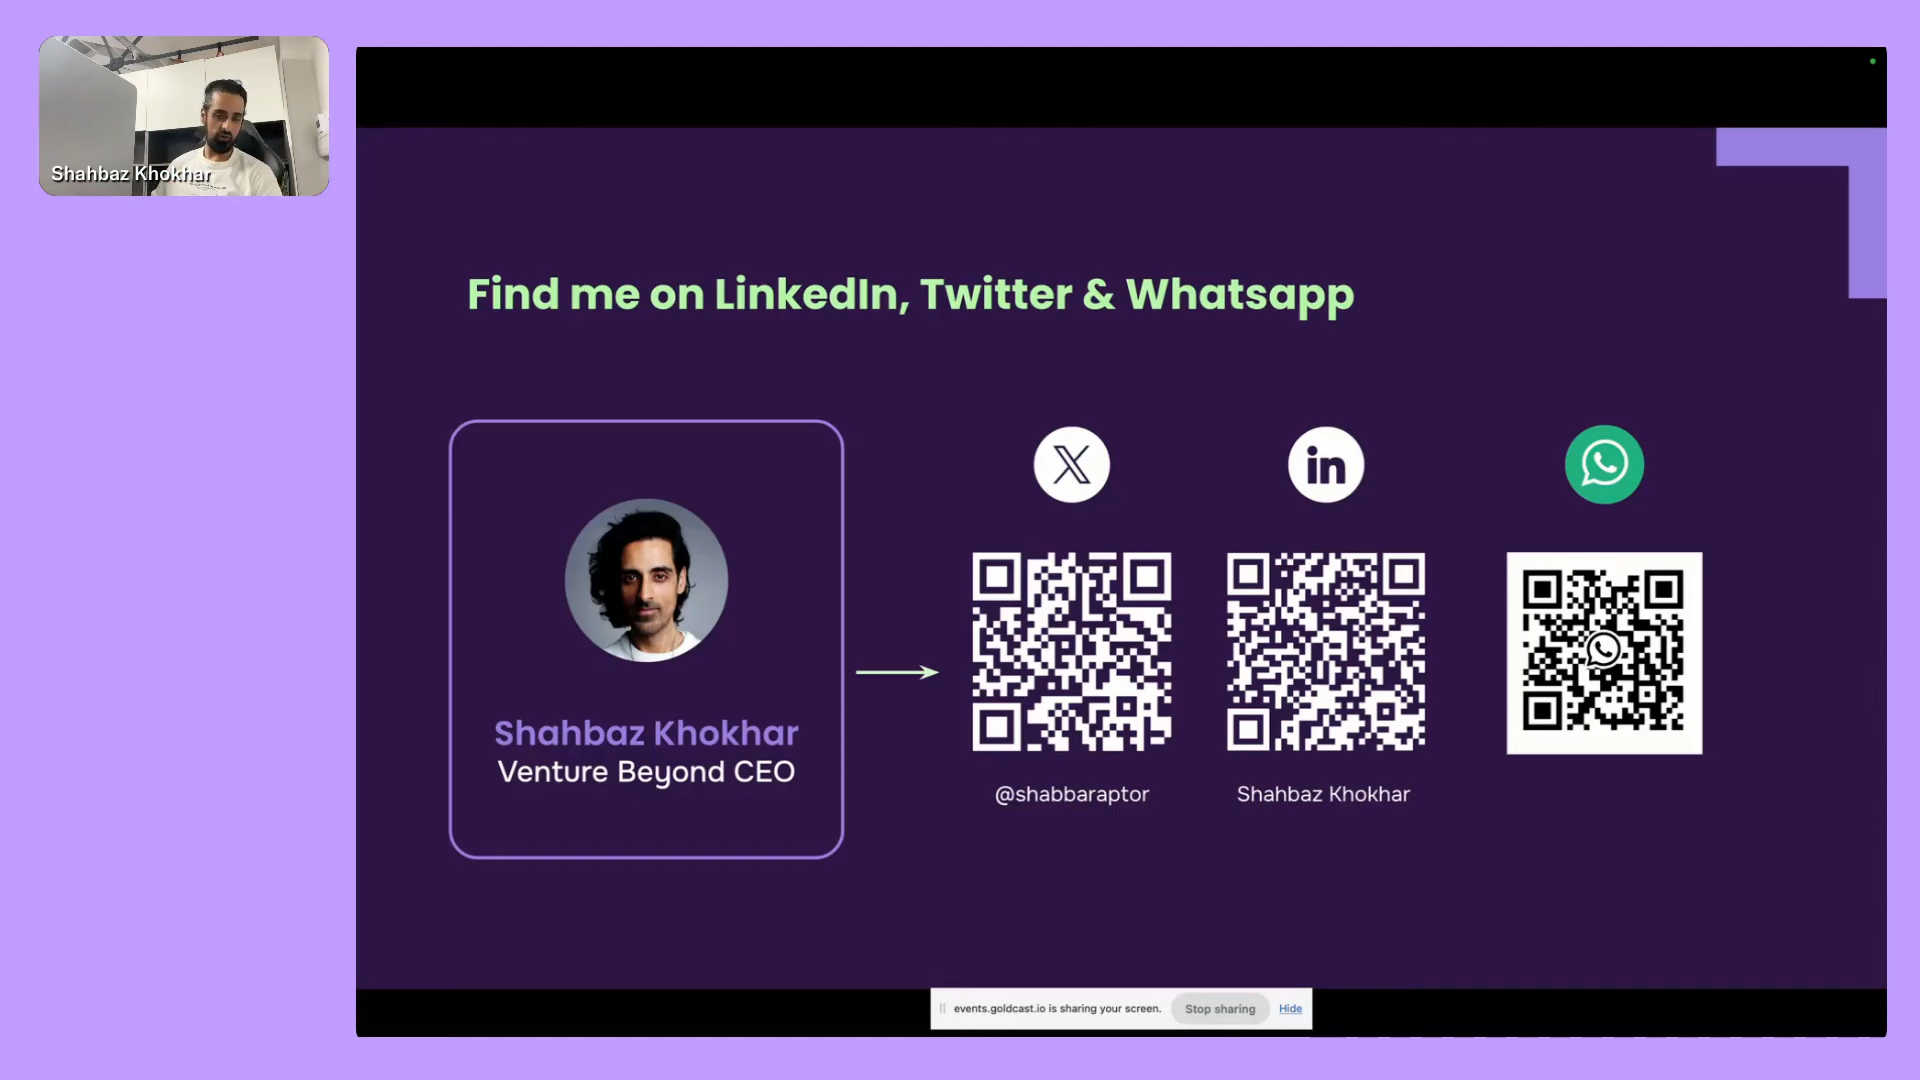 Shahbaz Khokhar
Find me on LinkedIn, Twitter & Whatsapp
X
in
Shahbaz Khokhar
Venture Beyond CEO
@shabbaraptor
Shahbaz Khokhar
events.goldcast.io is sharing your screen.
Stop sharing
Hide